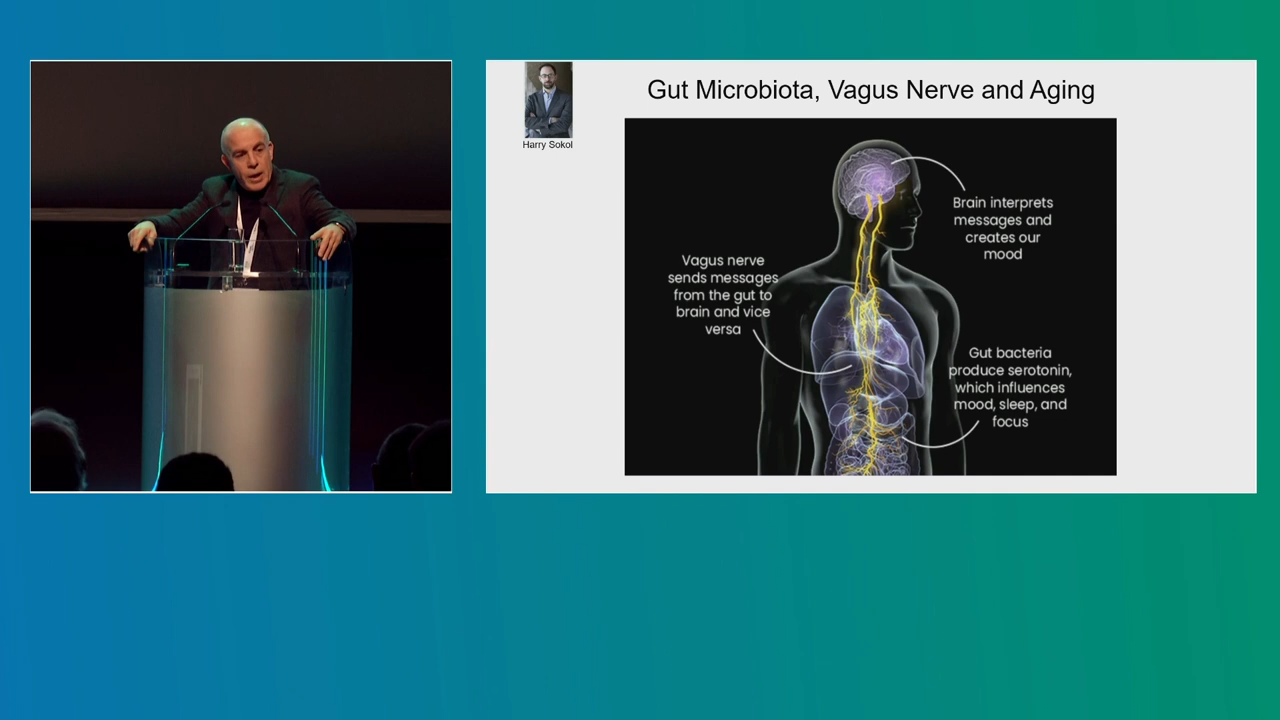 Gut Microbiota, Vagus Nerve and Aging
Harry Sokol
Brain interprets
messages and
creates our
mood
Vagus nerve
sends messages
from the gut to
brain and vice
versa
Gut bacteria
produce serotonin,
which influences
mood, sleep, and
focus